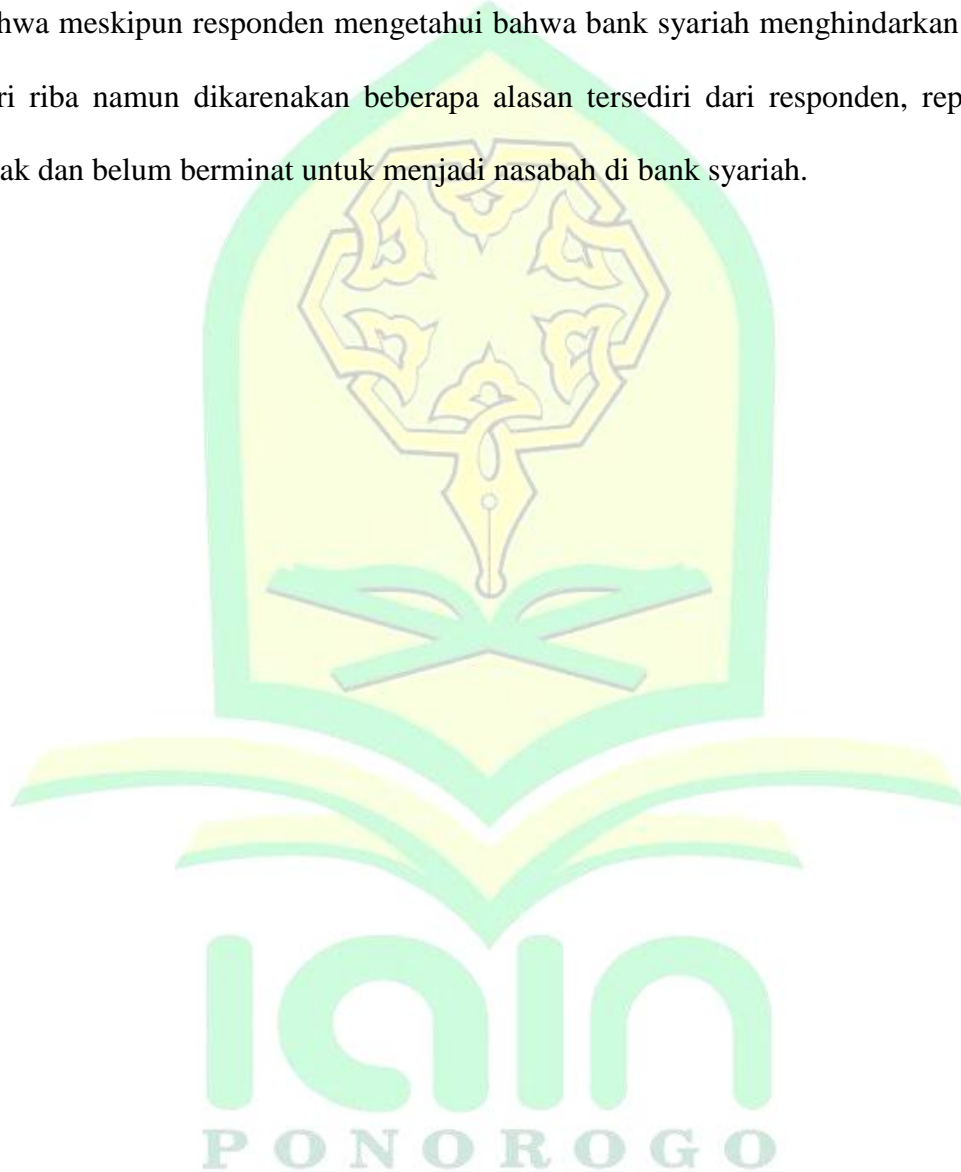 hwa meskipun responden mengetahui bahwa bank syariah menghindarkan
ri riba namun dikarenakan beberapa alasan tersediri dari responden, rep
ak dan belum berminat untuk menjadi nasabah di bank syariah.
iain
PONOROGO